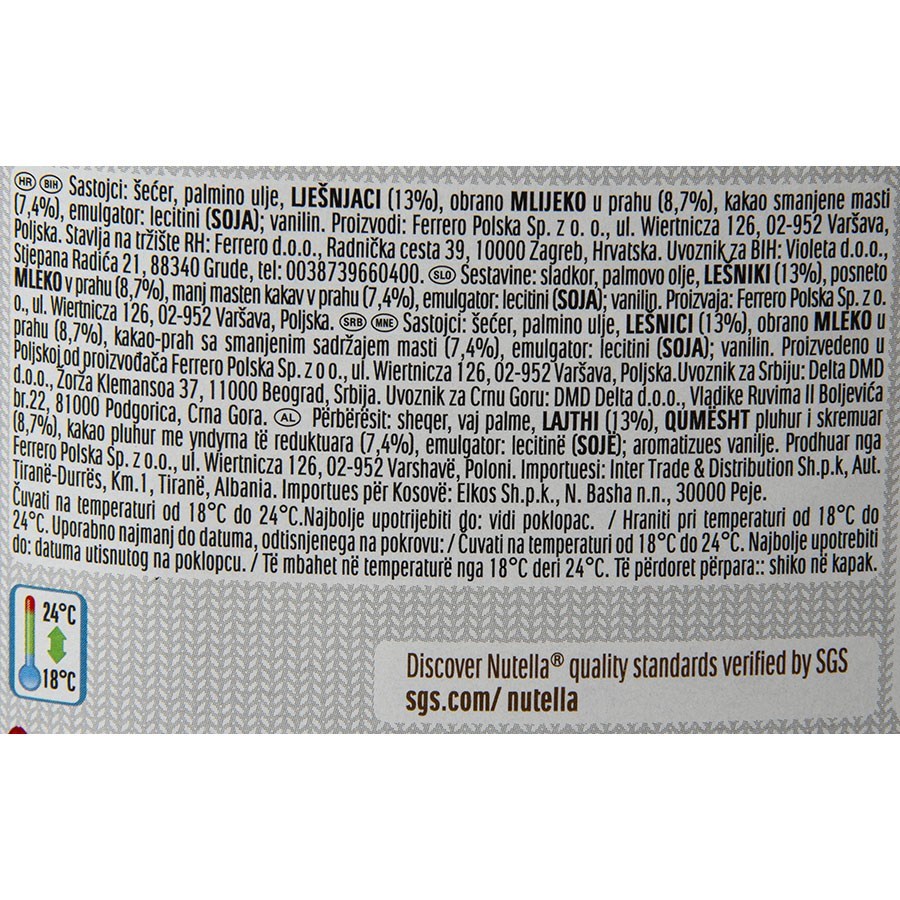 HR BIH Sastojci: šećer, palmino ulje, LJEŠNJACI (13%), obrano MLIJEKO u prahu (8,7%), kakao smanjene masti
(7,4%), emulgator: lecitini (SOJA); vanilin. Proizvodi: Ferrero Polska Sp. z o. o., ul. Wiertnicza 126, 02-952 Varšava,
Poljska. Stavlja na tržište RH: Ferrero d.o.o., Radnička cesta 39, 10000 Zagreb, Hrvatska. Uvoznik za BIH: Violeta d.o.o.,
Stjepana Radića 21, 88340 Grude, tel: 0038739660400. SLO Sestavine: sladkor, palmovo olje, LEŠNIKI (13%), posneto
MLEKO v prahu (8,7%), manj masten kakav v prahu (7,4%), emulgator: lecitini (SOJA); vanilin. Proizvaja: Ferrero Polska Sp. z o.
o., ul. Wiertnicza 126, 02-952 Varšava, Poljska. SRB MNE Sastojci: šećer, palmino ulje, LEŠNICI (13%), obrano MLEKO u
prahu (8,7%), kakao-prah sa smanjenim sadržajem masti (7,4%), emulgator: lecitini (SOJA); vanilin. Proizvedeno u
Poljskoj od proizvođača Ferrero Polska Sp. z o o., ul. Wiertnicza 126, 02-952 Varšava, Poljska.Uvoznik za Srbiju: Delta DMD
d.o.o., Žorža Klemansoa 37, 11000 Beograd, Srbija. Uvoznik za Crnu Goru: DMD Delta d.o.o., Vladike Ruvima II Boljevića
br.22, 81000 Podgorica, Crna Gora. AL Përbërësit: sheqer, vaj palme, LAJTHI (13%), QUMËSHT pluhur i skremuar
(8,7%), kakao pluhur me yndyrna të reduktuara (7,4%), emulgator: lecitinë (SOJË); aromatizues vanilje. Prodhuar nga
Ferrero Polska Sp. z o.o., ul. Wiertnicza 126, 02-952 Varshavë, Poloni. Importuesi: Inter Trade & Distribution Sh.p.k, Aut.
Tiranë-Durrës, Km.1, Tiranë, Albania. Importues për Kosovë: Elkos Sh.p.k., N. Basha n.n., 30000 Peje.
Čuvati na temperaturi od 18°C do 24°C.Najbolje upotrijebiti do: vidi poklopac. / Hraniti pri temperaturi od 18°C do
24°C. Uporabno najmanj do datuma, odtisnjenega na pokrovu: / Čuvati na temperaturi od 18°C do 24°C. Najbolje upotrebiti
do: datuma utisnutog na poklopcu. / Të mbahet në temperaturë nga 18°C deri 24°C. Të përdoret përpara:: shiko në kapak.
24°C
18°C
Discover Nutella® quality standards verified by SGS
sgs.com/ nutella